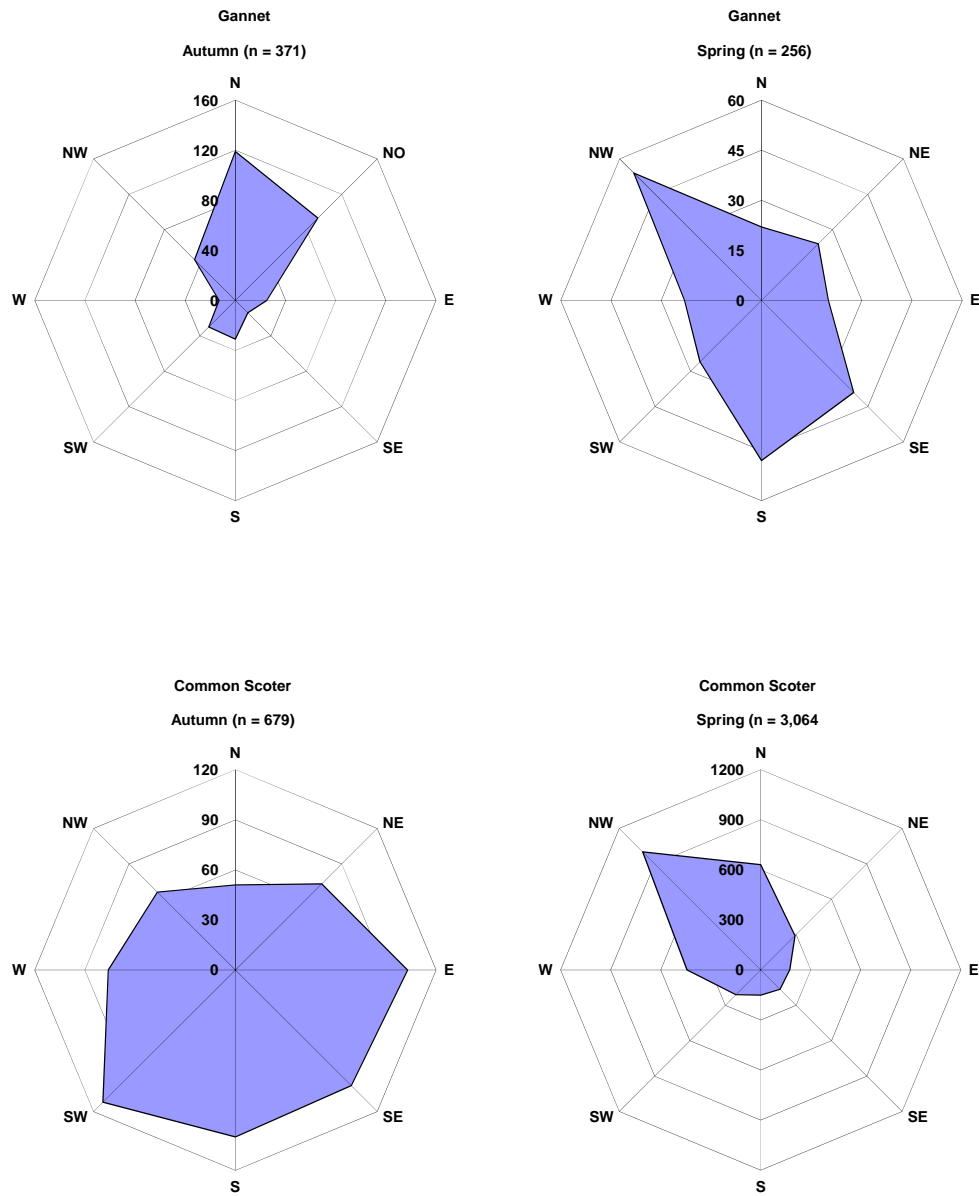 Gannet
Autumn (n = 371)
N
160
NW
NO
120
80
40
W
0
E
SW
SE
S
Gannet
Spring (n = 256)
N
60
NW
NE
45
30
15
W
0
E
SW
SE
S
Common Scoter
Autumn (n = 679)
N
120
NW
NE
90
60
30
W
0
E
SW
SE
S
Common Scoter
Spring (n = 3,064
N
1200
NW
NE
900
600
300
W
0
E
SW
SE
S